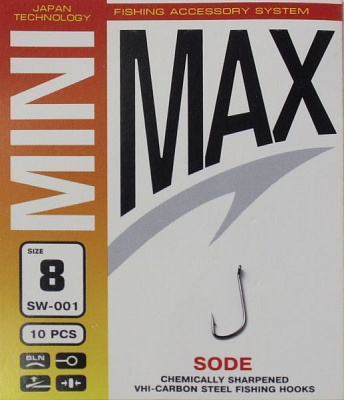 JAPAN
TECHNOLOGY
FISHING ACCESSORY SYSTEM
MINI
MAX
SIZE
8
SW-001
10 PCS
BLN
SODE
CHEMICALLY SHARPENED
VHI-CARBON STEEL FISHING HOOKS